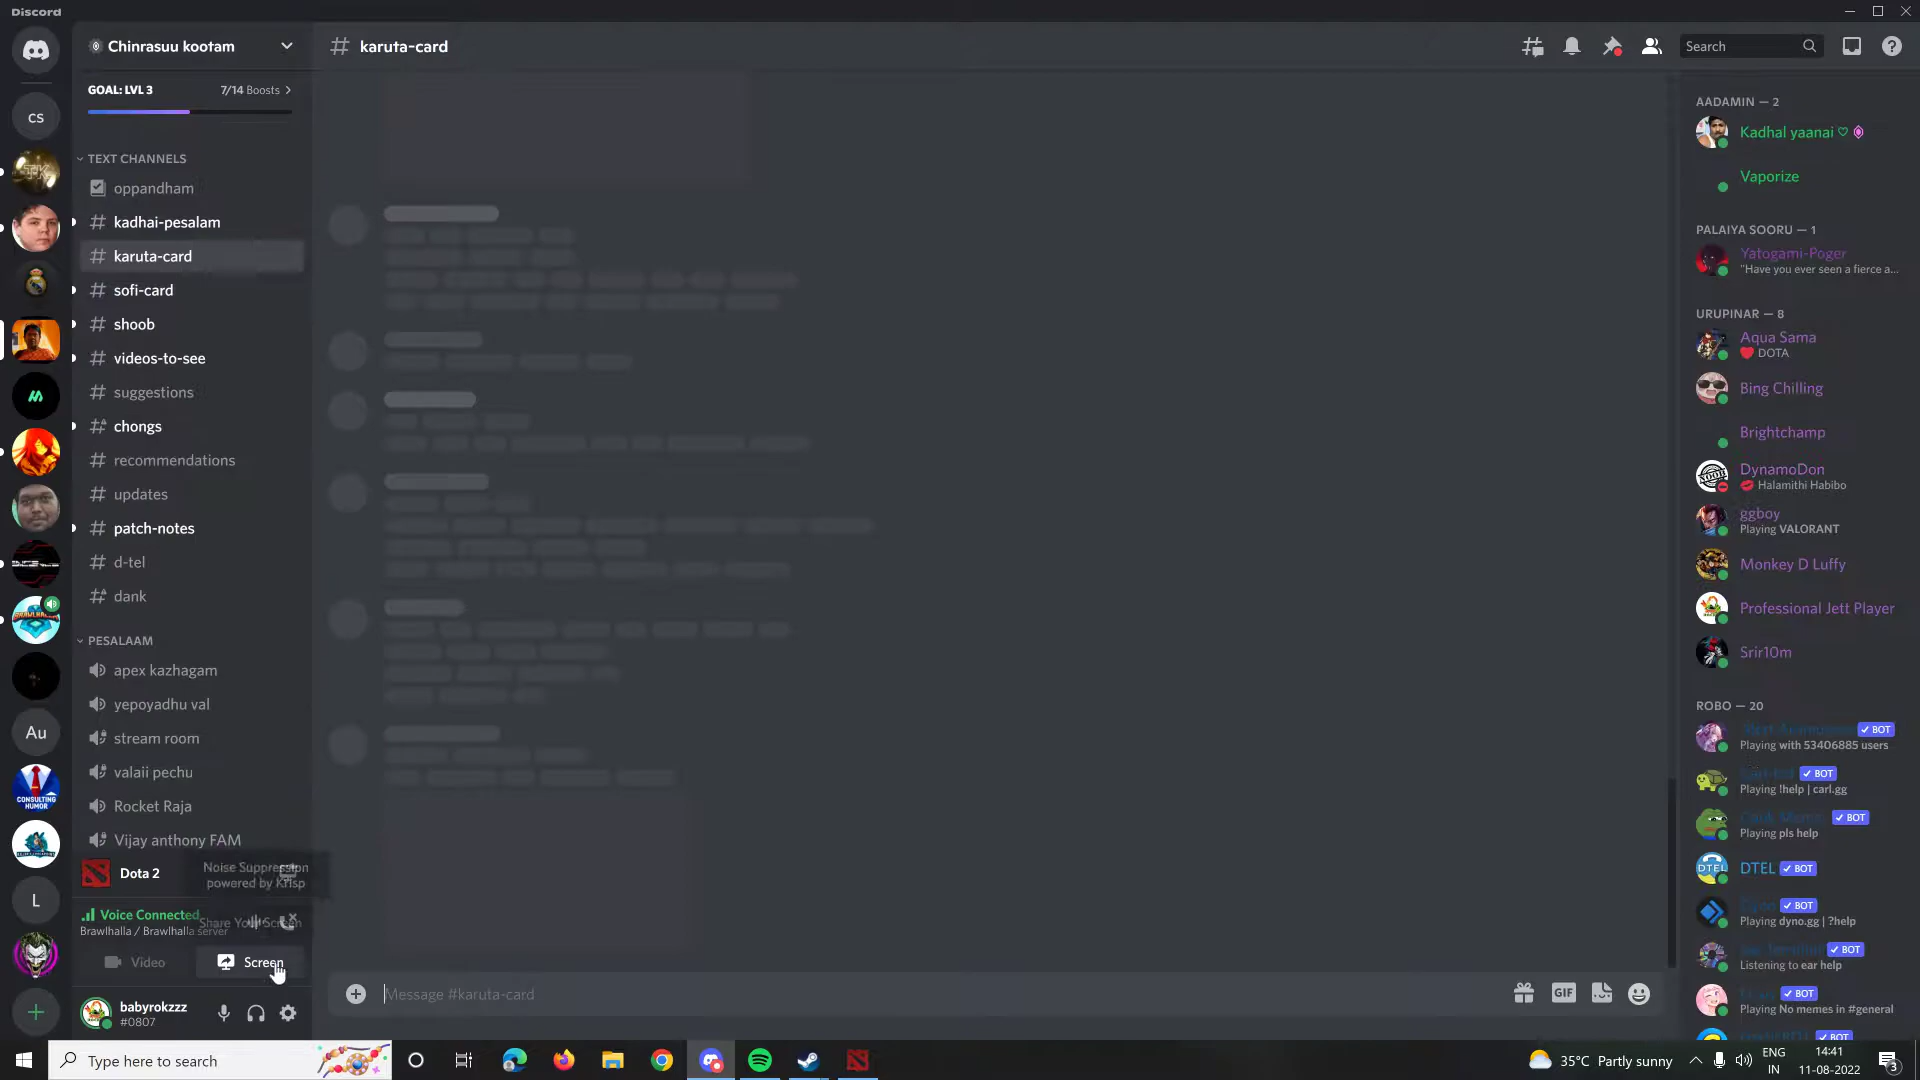 Discord
Chinrasuu kootam
karuta-card
Search
CS
Au
CONSULTING
HUMOR
L
GOAL: LVL 3
7/14 Boosts
TEXT CHANNELS
oppandham
kadhai-pesalam
karuta-card
sofi-card
shoob
videos-to-see
suggestions
chongs
recommendations
updates
patch-notes
d-tel
dank
PESALAAM
apex kazhagam
yepoyadhu val
stream room
valaii pechu
Rocket Raja
Vijay anthony FAM
Dota 2
Noise Suppression
powered by Krisp
Voice Connected
Share Your Screen
Brawlhalla / Brawlhalla server
Video
Screen
babyrokzzz
#0807
Message #karuta-card
GIF
AADAMIN — 2
Kadhal yaanai
Vaporize
PALAIYA SOORU — 1
Yatogami-Poger
"Have you ever seen a fierce a...
URUPINAR — 8
Aqua Sama
DOTA
Bing Chilling
Brightchamp
DynamoDon
Halamithi Habibo
ggboy
Playing VALORANT
Monkey D Luffy
Professional Jett Player
Srir10m
ROBO — 20
BOT
Playing with 53406885 users
BOT
Playing !help | carl.gg
BOT
Playing pls help
DTEL
BOT
BOT
Playing dyno.gg | ?help
BOT
Listening to ear help
BOT
Playing No memes in #general
BOT
Type here to search
35°C Partly sunny
ENG
IN
14:41
11-08-2022
3